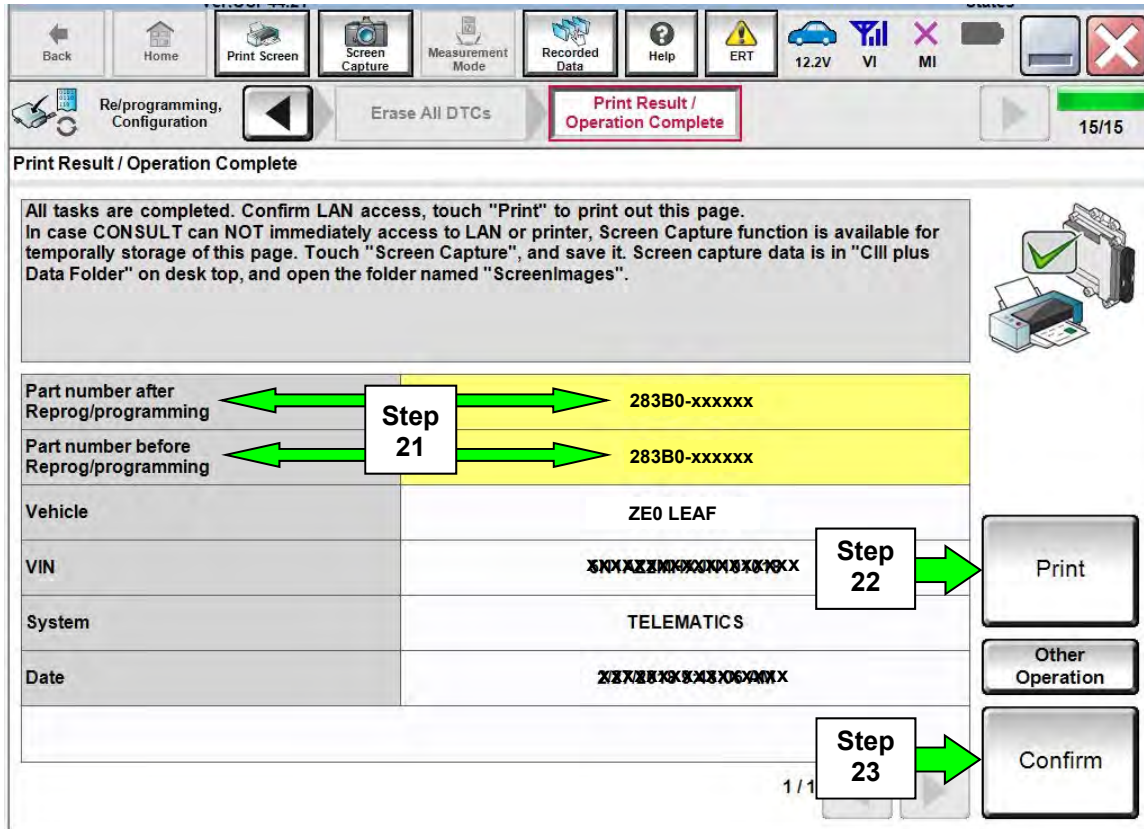 Back
Home
Print Screen
Screen
Capture
Measurement
Mode
Recorded
Data
Help
ERT
12.2V
VI
MI
Re/programming,
Configuration
Erase All DTCs
Print Result /
Operation Complete
15/15
Print Result / Operation Complete
All tasks are completed. Confirm LAN access, touch "Print" to print out this page.
In case CONSULT can NOT immediately access to LAN or printer, Screen Capture function is available for
temporally storage of this page. Touch "Screen Capture", and save it. Screen capture data is in "CIII plus
Data Folder" on desk top, and open the folder named "ScreenImages".
Part number after
Reprog/programming
283B0-xxxxxx
Step
21
Part number before
Reprog/programming
283B0-xxxxxx
Vehicle
ZE0 LEAF
VIN
Step
22
Print
System
TELEMATICS
Other
Operation
Date
Step
23
Confirm
1 / 1